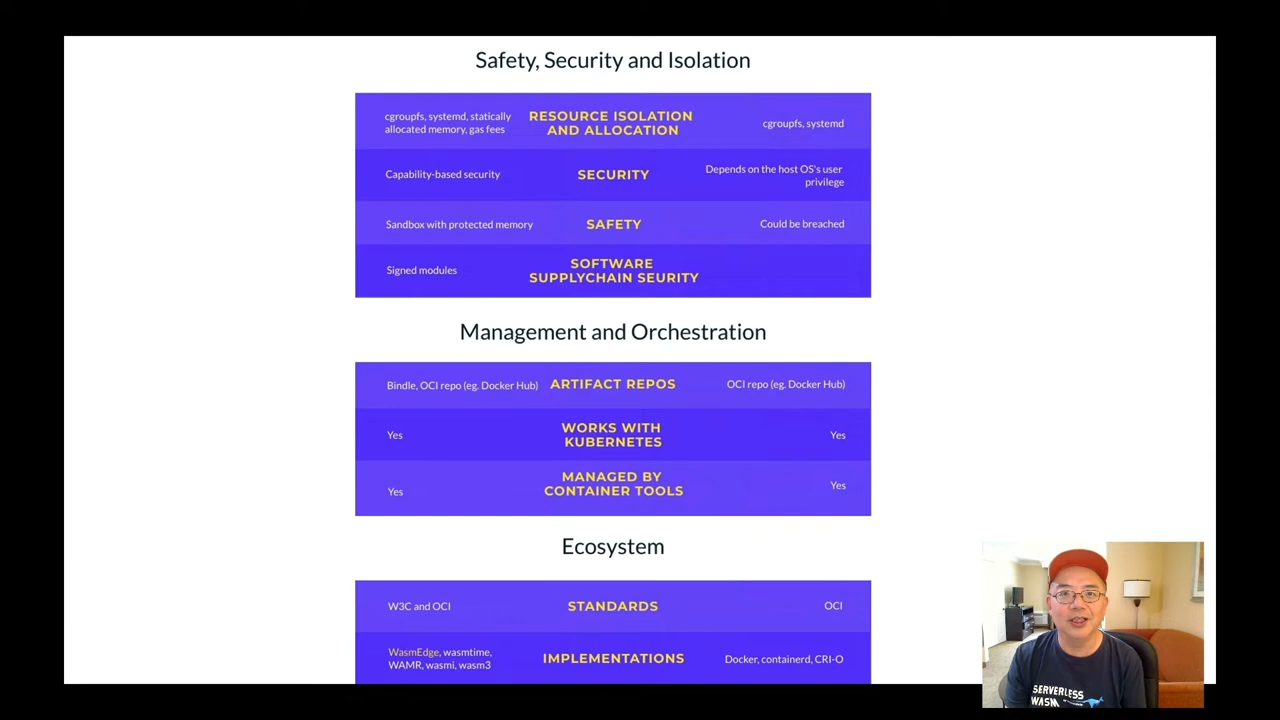 Safety, Security and Isolation
cgroupfs, systemd, statically
allocated memory, gas fees
RESOURCE ISOLATION
AND ALLOCATION
cgroupfs, systemd
Capability-based security
SECURITY
Depends on the host OS's user
privilege
Sandbox with protected memory
SAFETY
Could be breached
Signed modules
SOFTWARE
SUPPLYCHAIN SEURITY
Management and Orchestration
Bindle, OCI repo (eg. Docker Hub)
ARTIFACT REPOS
OCI repo (eg. Docker Hub)
Yes
WORKS WITH
KUBERNETES
Yes
Yes
MANAGED BY
CONTAINER TOOLS
Yes
Ecosystem
W3C and OCI
STANDARDS
OCI
WasmEdge, wasmtime,
WAMR, wasmi, wasm3
IMPLEMENTATIONS
Docker, containerd, CRI-O
SERVERLESS
WASM